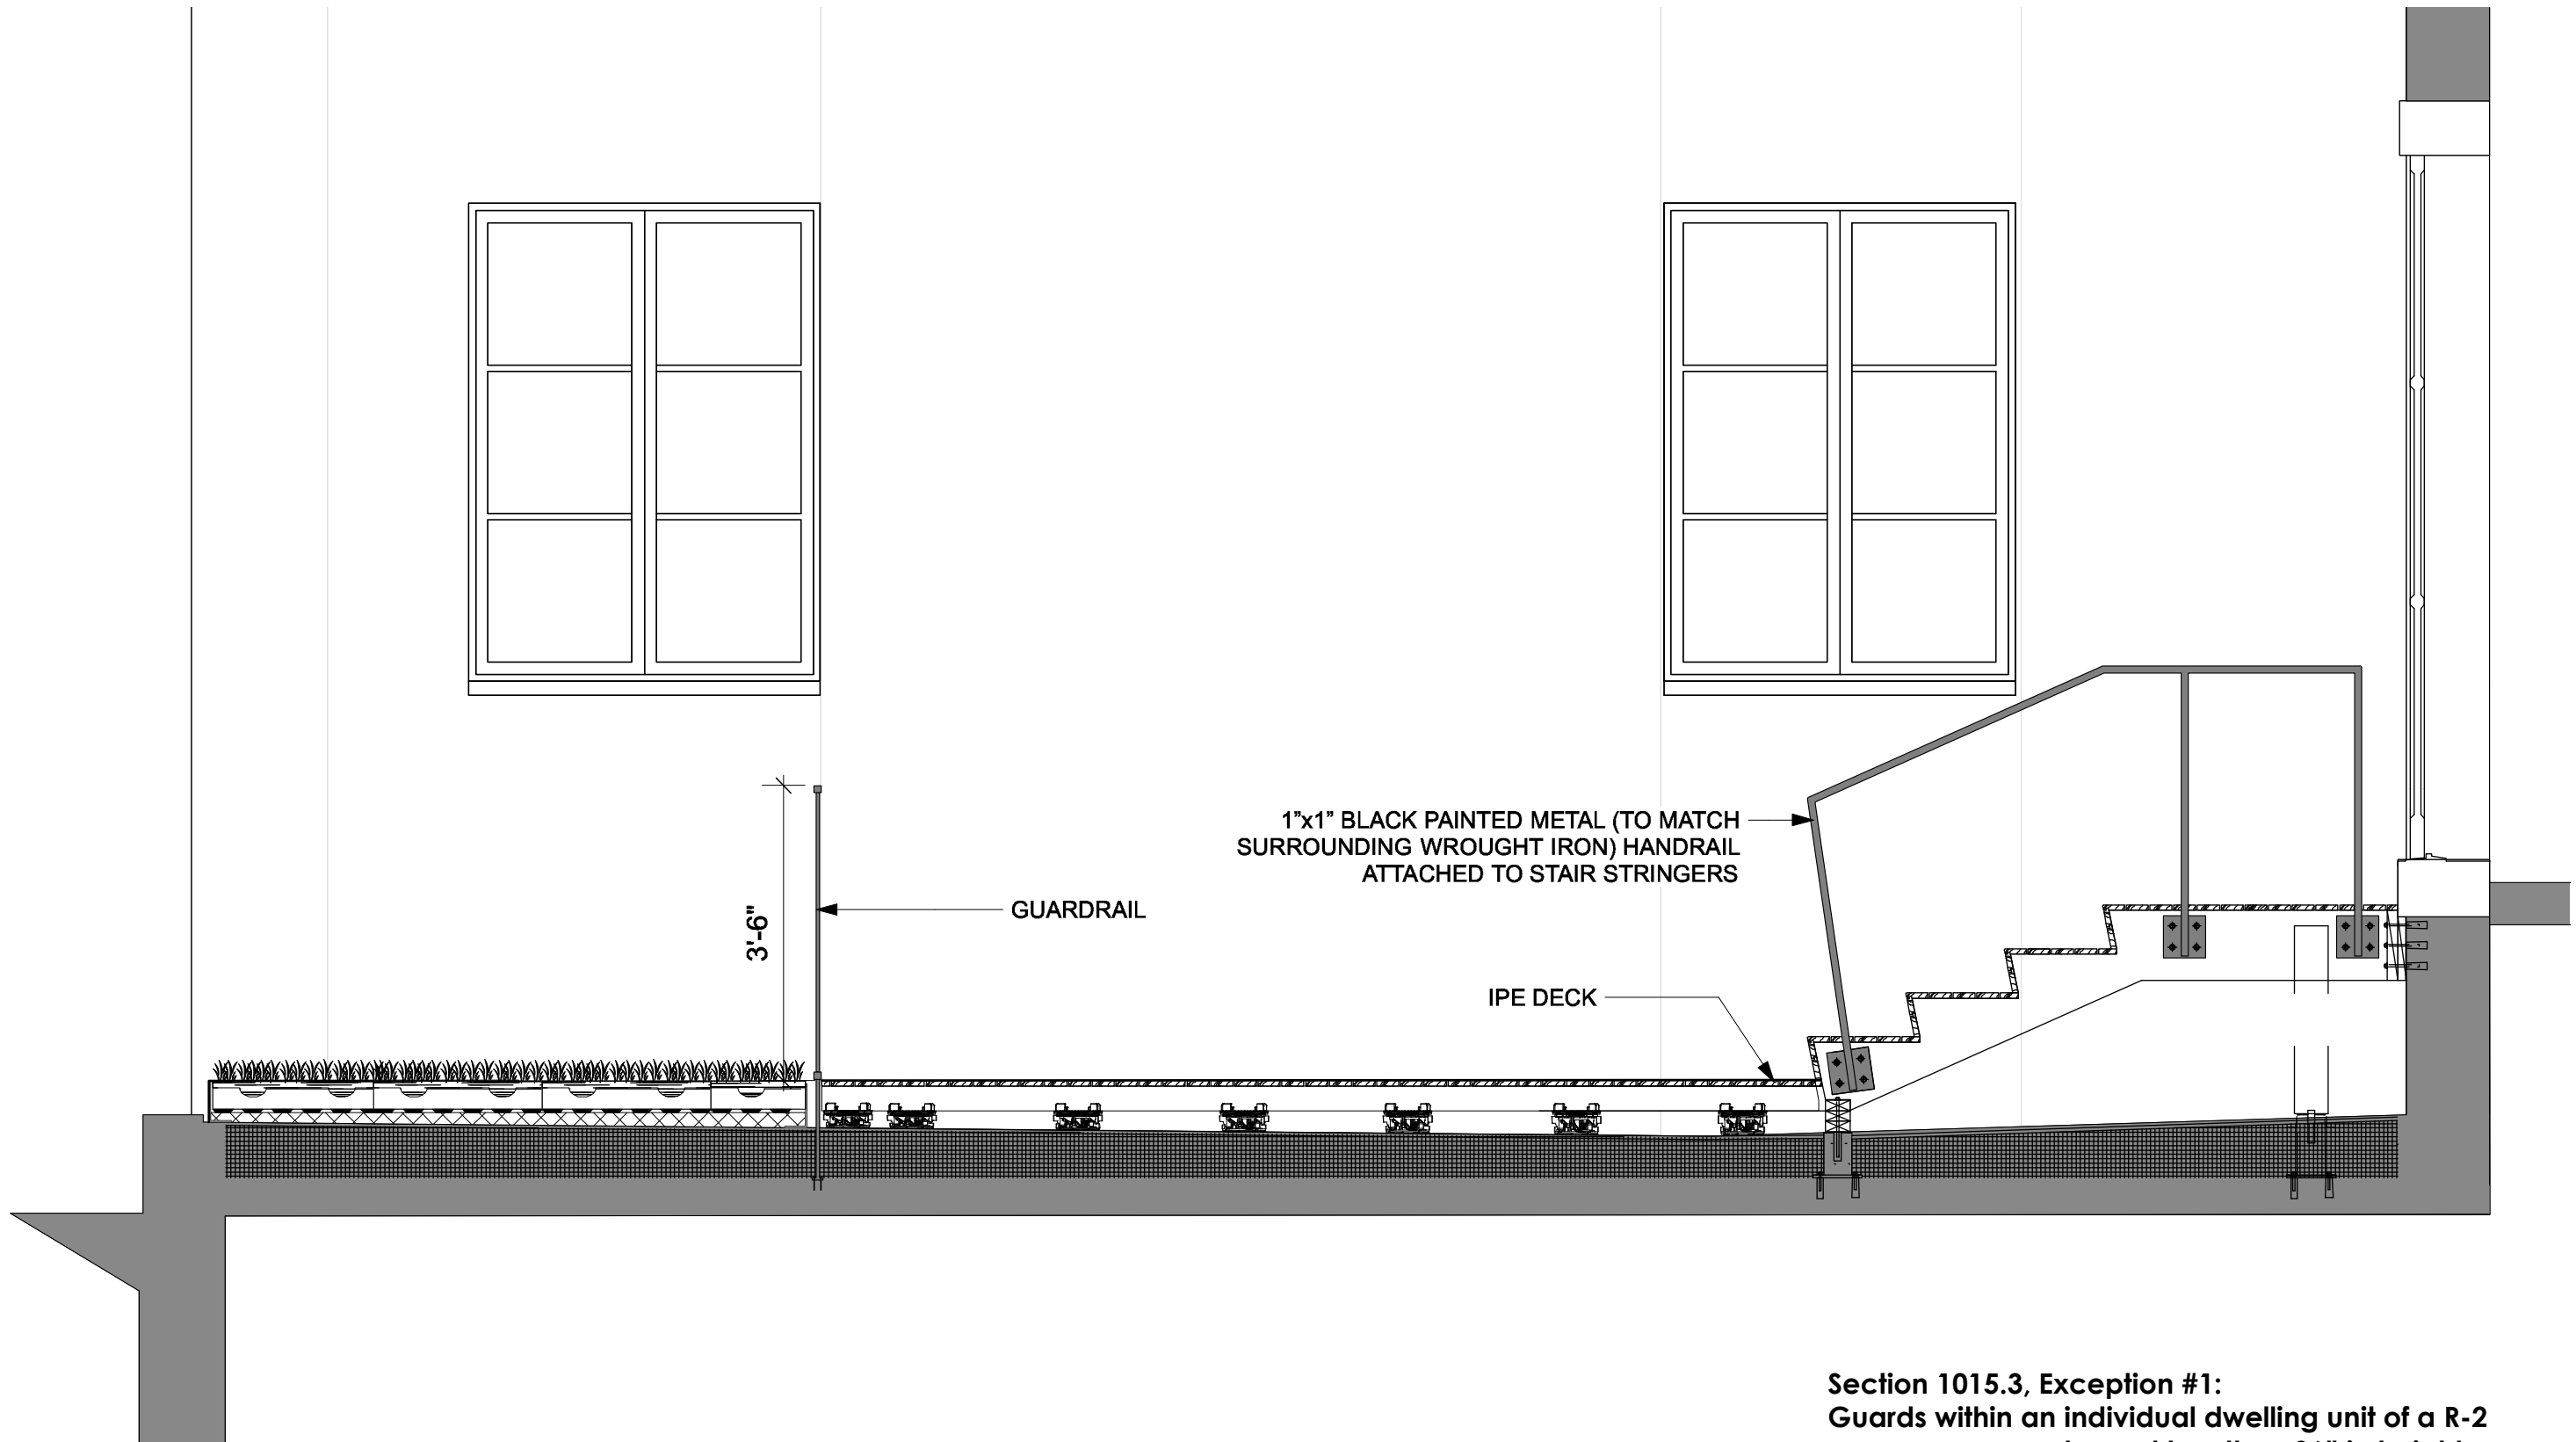 1”x1” BLACK PAINTED METAL (TO MATCH
SURROUNDING WROUGHT IRON) HANDRAIL
ATTACHED TO STAIR STRINGERS
GUARDRAIL
3'-6"
IPE DECK
Section 1015.3, Exception #1:
Guards within an individual dwelling unit of a R-2